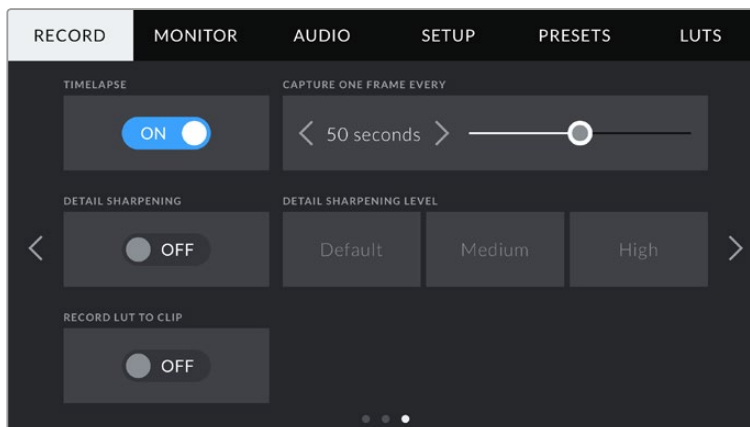 RECORD MONITOR AUDIO SETUP PRESETS LUTS
TIMELAPSE
CAPTURE ONE FRAME EVERY
ON
50 seconds
DETAIL SHARPENING
DETAIL SHARPENING LEVEL
OFF
Default
Medium
High
RECORD LUT TO CLIP
OFF